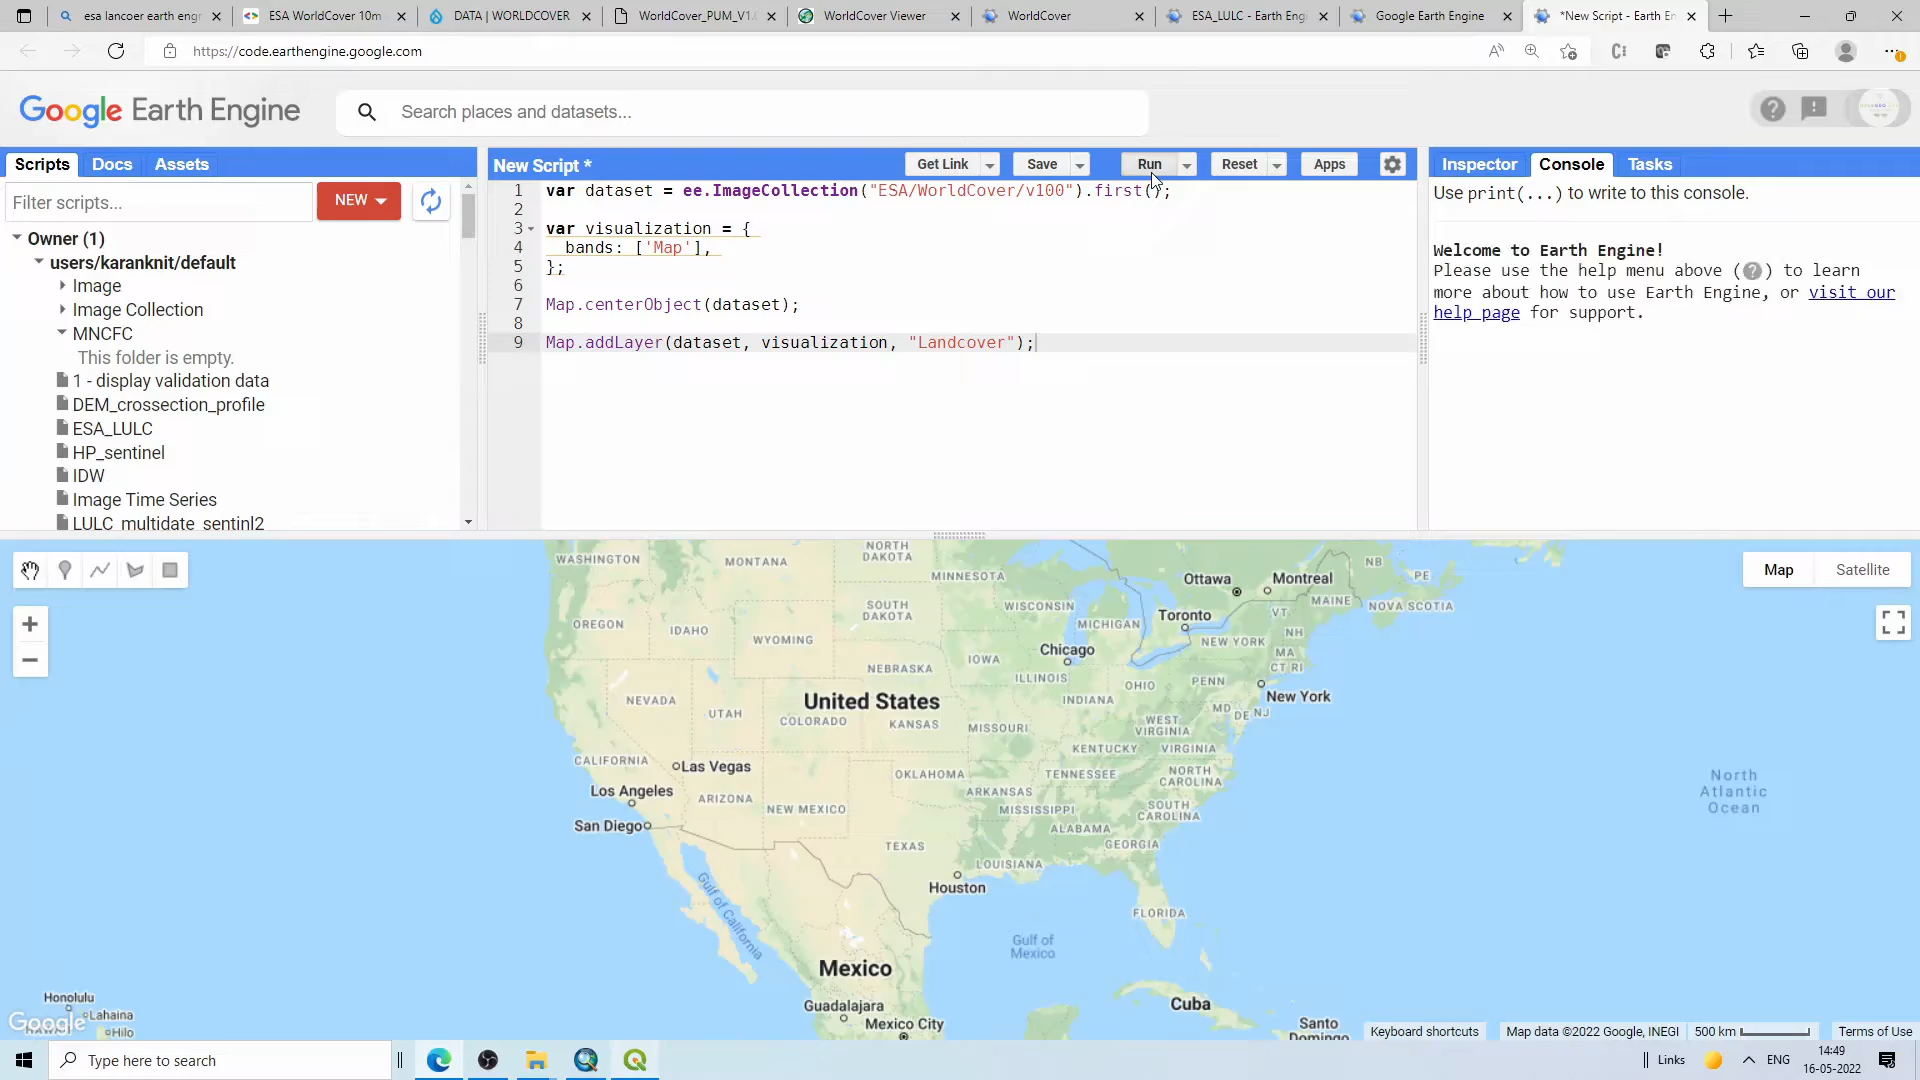 esa lancoer earth engi
ESA WorldCover 10m
DATA | WORLDCOVER
WorldCover_PUM_V1.
WorldCover Viewer
WorldCover
ESA_LULC - Earth Engi
Google Earth Engine
*New Script - Earth En
https://code.earthengine.google.com
Google Earth Engine
Search places and datasets...
Scripts
Docs
Assets
Filter scripts...
NEW
Owner (1)
users/karanknit/default
Image
Image Collection
MNCFC
This folder is empty.
1 - display validation data
DEM_crossection_profile
ESA_LULC
HP_sentinel
IDW
Image Time Series
LULC_multidate_sentinl2
New Script *
Get Link
Save
Run
Reset
Apps
1 var dataset = ee.ImageCollection("ESA/WorldCover/v100").first();
2
3 var visualization = {
4 bands: ['Map'],
5 };
6
7 Map.centerObject(dataset);
8
9 Map.addLayer(dataset, visualization, "Landcover");
Inspector
Console
Tasks
Use print(...) to write to this console.
Welcome to Earth Engine!
Please use the help menu above (?) to learn
more about how to use Earth Engine, or visit our
help page for support.
Map
Satellite
WASHINGTON
MONTANA
NORTH
DAKOTA
MINNESOTA
Ottawa
Montreal
NB
PE
MAINE
NOVA SCOTIA
OREGON
IDAHO
SOUTH
DAKOTA
WISCONSIN
MICHIGAN
Toronto
VT
NH
NEW YORK
MA
CT RI
WYOMING
NEBRASKA
IOWA
Chicago
ILLINOIS
INDIANA
OHIO
PENN
New York
NEVADA
UTAH
United States
COLORADO
KANSAS
MISSOURI
WEST
VIRGINIA
MD
DE
NJ
KENTUCKY
VIRGINIA
CALIFORNIA
Las Vegas
OKLAHOMA
TENNESSEE
NORTH
CAROLINA
Los Angeles
ARIZONA
NEW MEXICO
ARKANSAS
MISSISSIPPI
SOUTH
CAROLINA
San Diego
ALABAMA
TEXAS
GEORGIA
LOUISIANA
Houston
FLORIDA
North
Atlantic
Ocean
Gulf of
California
Gulf of
Mexico
Mexico
Guadalajara
Mexico City
Cuba
Santo
Domingo
Honolulu
Lahaina
Hilo
HAWAII
Google
Keyboard shortcuts
Map data ©2022 Google, INEGI
500 km
Terms of Use
Type here to search
Links
ENG
14:49
16-05-2022